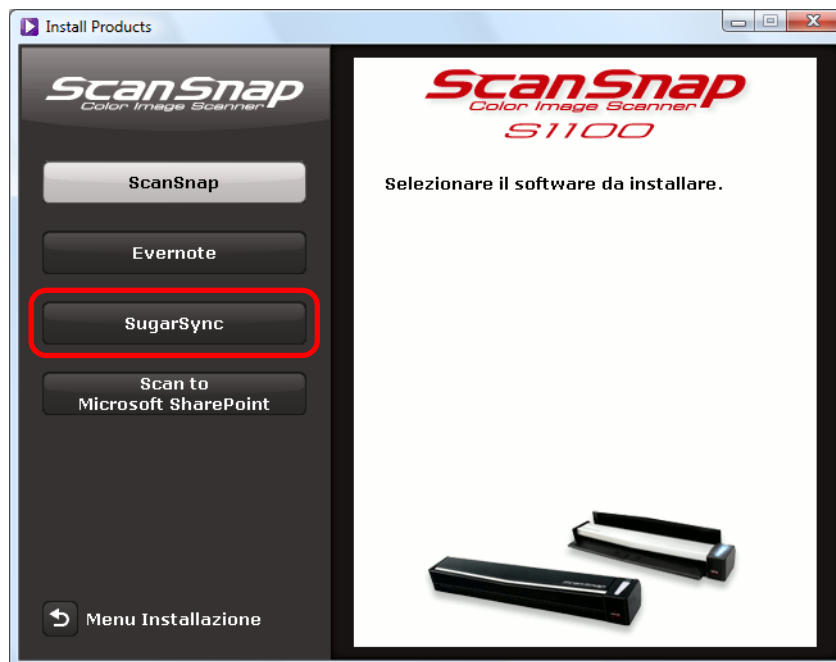 Install Products
ScanSnap
Color Image Scanner
ScanSnap
Evernote
SugarSync
Scan to
Microsoft SharePoint
Menu Installazione
ScanSnap
Color Image Scanner
S1100
Selezionare il software da installare.
ScanSnap